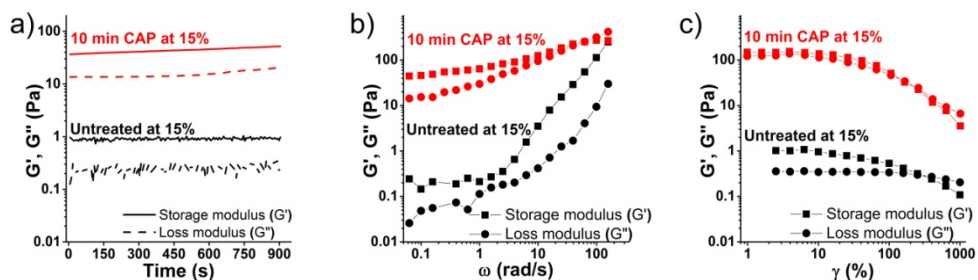 a)
G', G" (Pa)
100
10
1
0.1
0.01
10 min CAP at 15%
Untreated at 15%
Storage modulus (G')
Loss modulus (G")
0 150 300 450 600 750 900
Time (s)
b)
G', G" (Pa)
100
10
1
0.1
0.01
10 min CAP at 15%
Untreated at 15%
Storage modulus (G')
Loss modulus (G")
0.1 1 10 100
ω (rad/s)
c)
G', G" (Pa)
100
10
1
0.1
0.01
10 min CAP at 15%
Untreated at 15%
Storage modulus (G')
Loss modulus (G")
1 10 100 1000
γ (%)